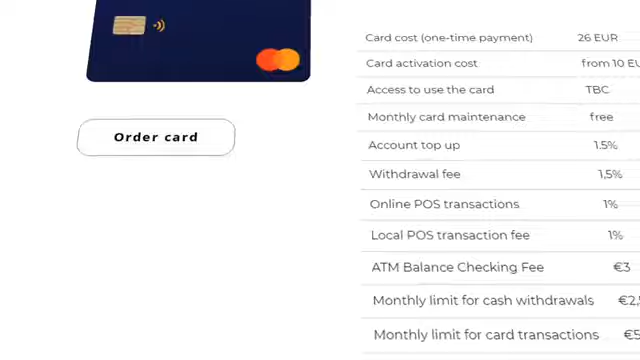 Card cost (one-time payment) 26 EUR
Card activation cost from 10
Access to use the card TBC
Monthly card maintenance free
Account top up 1.5%
Order card
Withdrawal fee 1,5%
Online POS transactions 1%
Local POS transaction fee 1%
ATM Balance Checking Fee €3
Monthly limit for cash withdrawals
Monthly limit for card transactions